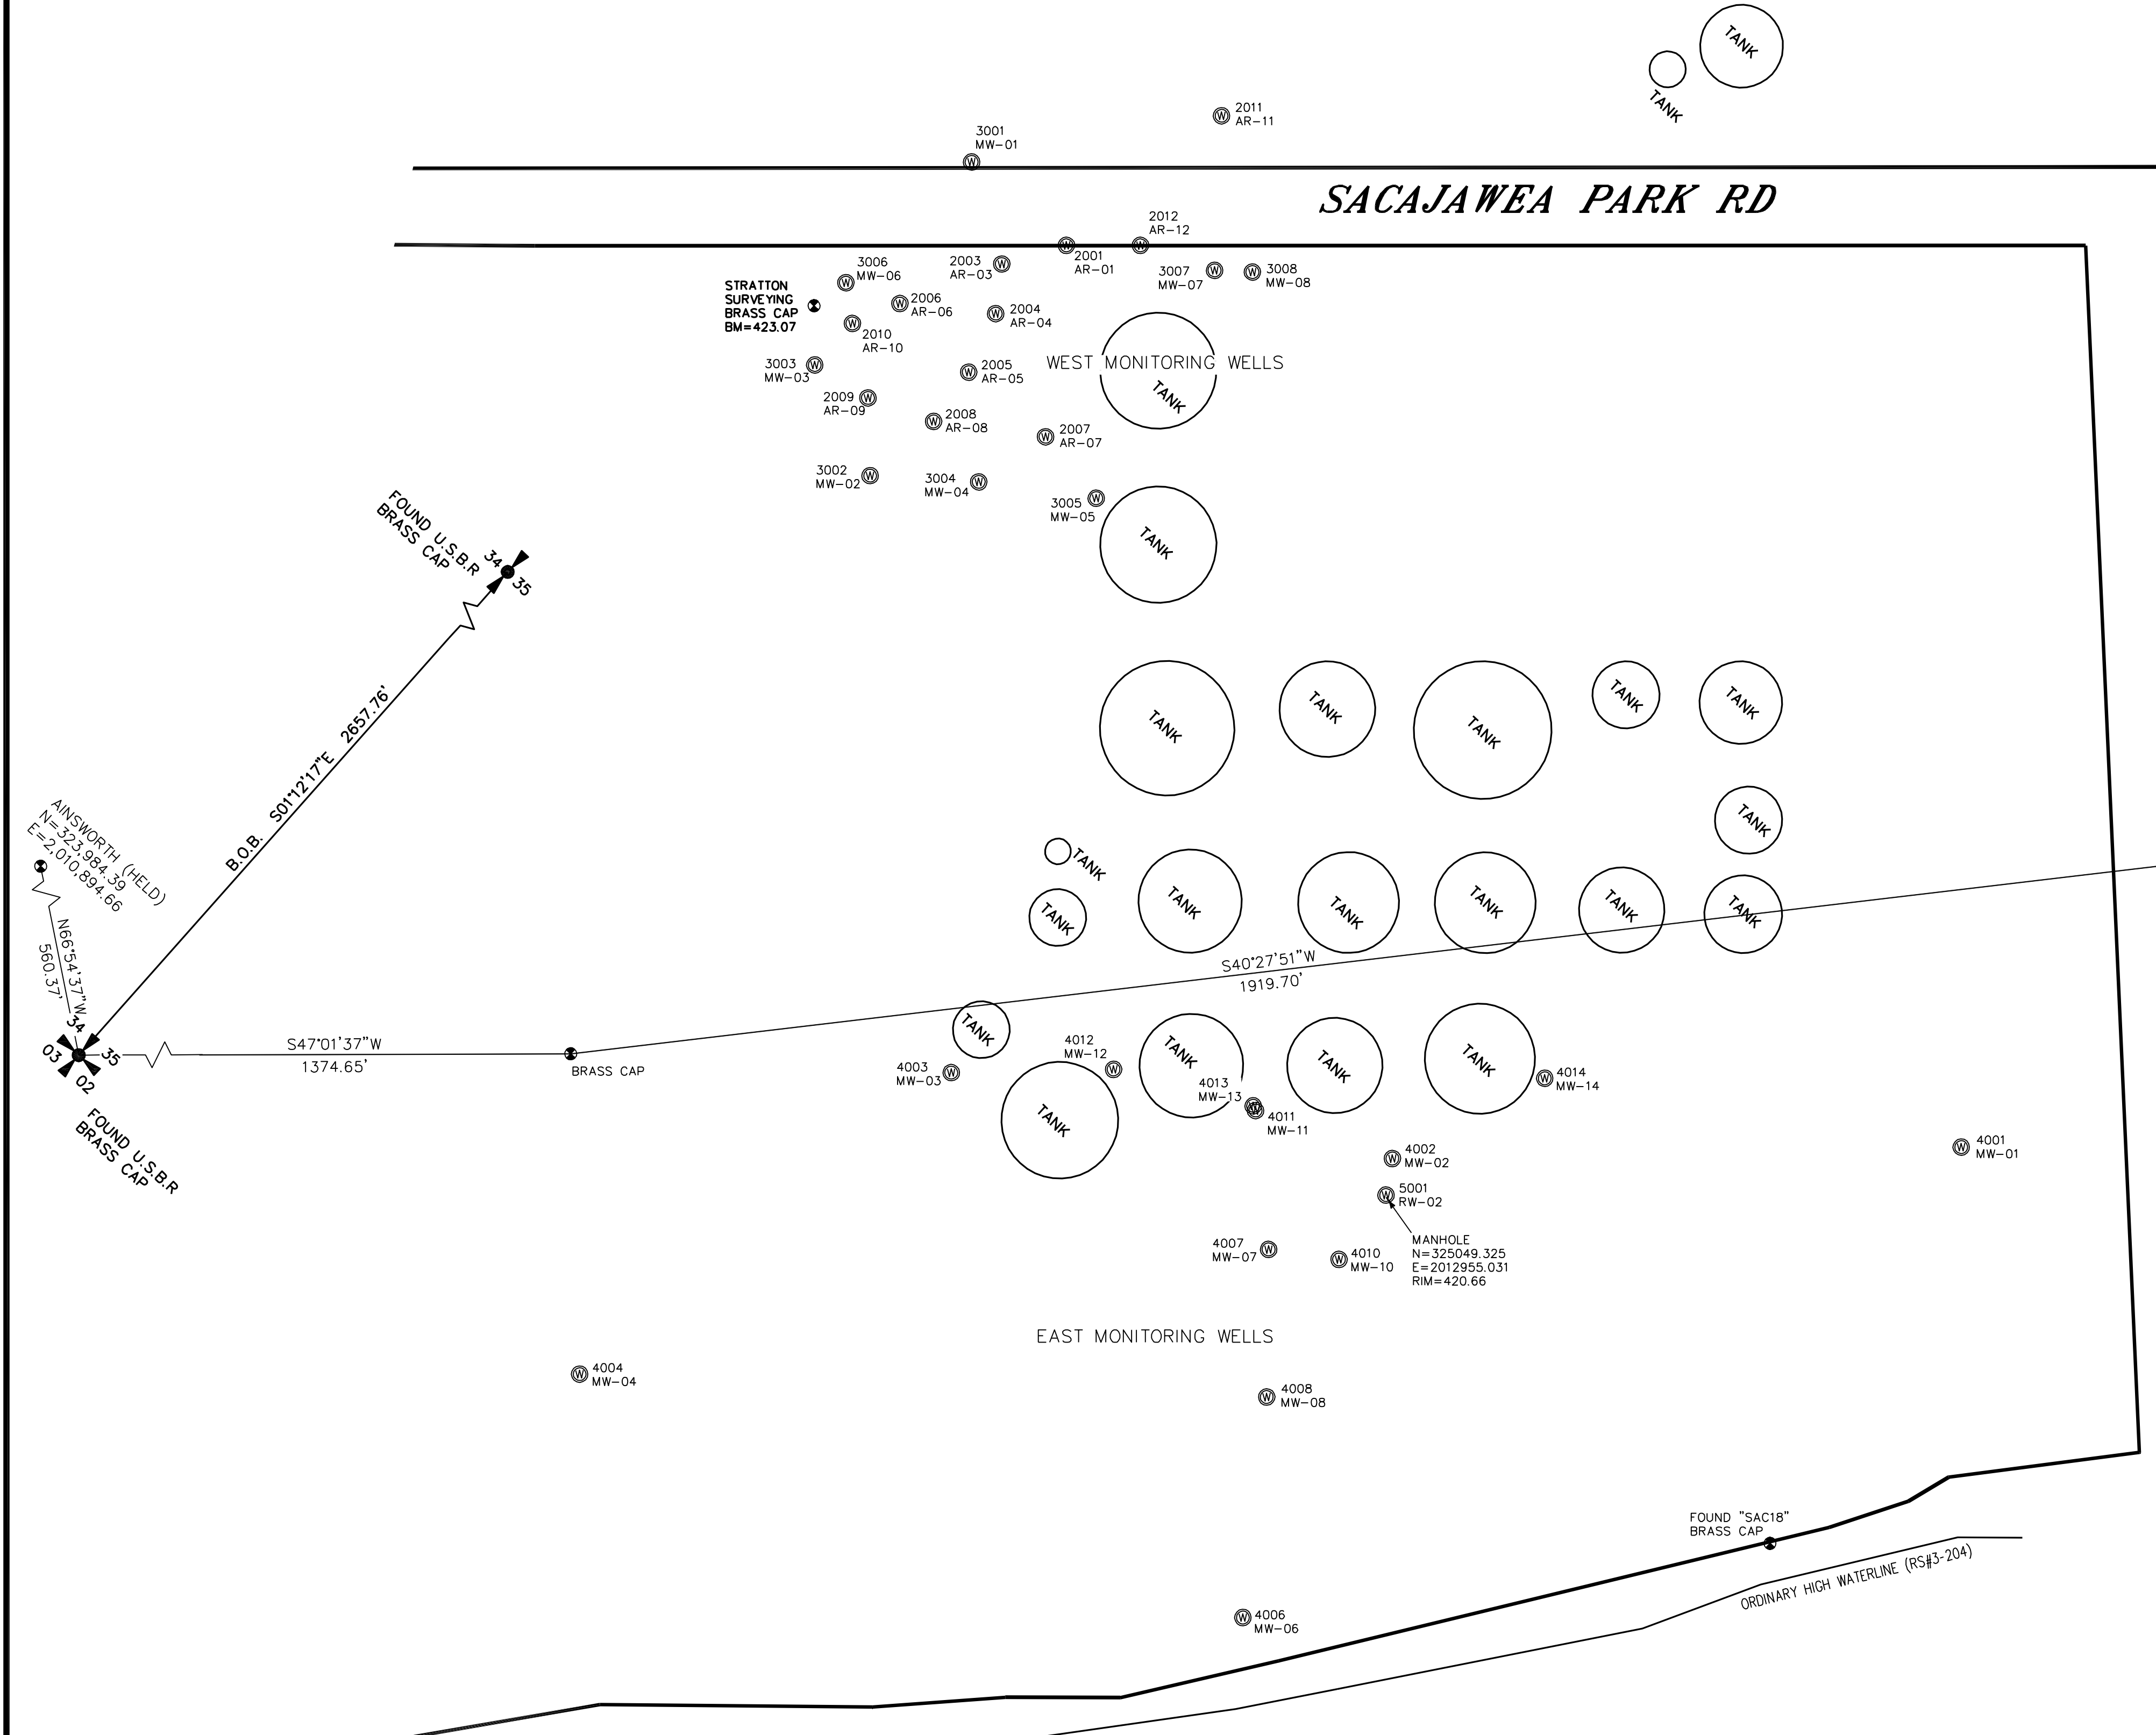 TANK
TANK
2011
AR-11
3001
MW-01
SACAJAWEA PARK RD
2012
AR-12
2001
AR-01
2003
AR-03
3006
MW-06
3007
MW-07
3008
MW-08
STRATTON
SURVEYING
BRASS CAP
BM=423.07
2006
AR-06
2004
AR-04
2010
AR-10
3003
MW-03
2005
AR-05
WEST MONITORING WELLS
TANK
2009
AR-09
2008
AR-08
2007
AR-07
3002
MW-02
3004
MW-04
3005
MW-05
TANK
FOUND U.S.B.R
BRASS CAP
34
35
B.O.B. S01°12'17"E 2657.76'
TANK
TANK
TANK
TANK
TANK
TANK
AINSWORTH (HELD)
N=323,984.39
E=2,010,894.66
N66°54'37"W
560.37'
TANK
TANK
TANK
TANK
TANK
TANK
TANK
S40°27'51"W
1919.70'
34
03
35
02
S47°01'37"W
1374.65'
BRASS CAP
FOUND U.S.B.R
BRASS CAP
TANK
4003
MW-03
4012
MW-12
TANK
TANK
TANK
TANK
4013
MW-13
4011
MW-11
4014
MW-14
4002
MW-02
4001
MW-01
5001
RW-02
MANHOLE
N=325049.325
E=2012955.031
RIM=420.66
4007
MW-07
4010
MW-10
EAST MONITORING WELLS
4004
MW-04
4008
MW-08
FOUND "SAC18"
BRASS CAP
ORDINARY HIGH WATERLINE (RS#3-204)
4006
MW-06